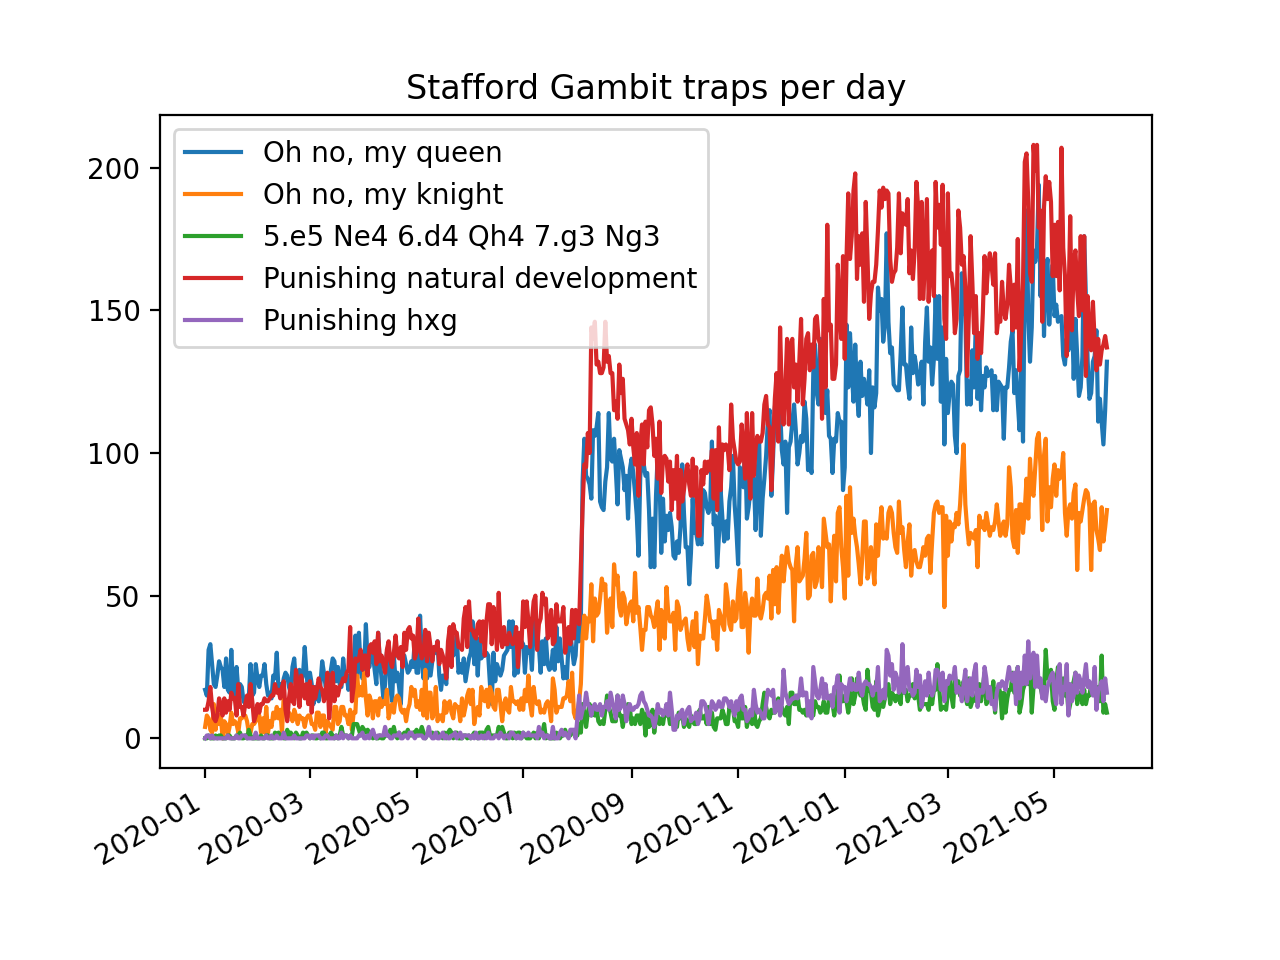 Stafford Gambit traps per day
Oh no, my queen
Oh no, my knight
5.e5 Ne4 6.d4 Qh4 7.g3 Ng3
Punishing natural development
Punishing hxg
200
150
100
50
0
2020-01
2020-03
2020-05
2020-07
2020-09
2020-11
2021-01
2021-03
2021-05